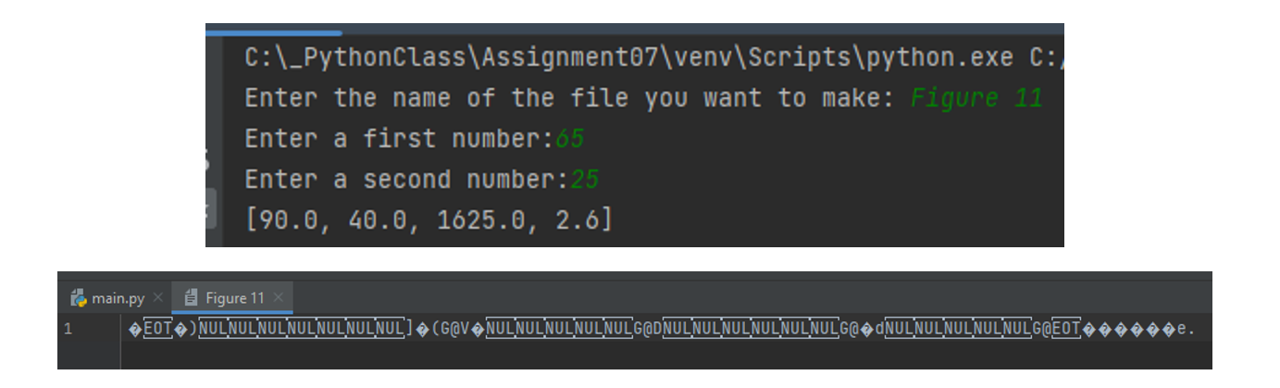 C:\_PythonClass\Assignment07\venv\Scripts\python.exe C:/
Enter the name of the file you want to make: Figure 11
Enter a first number:65
Enter a second number:25
[90.0, 40.0, 1625.0, 2.6]
main.py × Figure 11 ×
1 �EOT�)NULNULNULNULNULNULNUL]�(G@V�NULNULNULNULNULG@DNULNULNULNULNULNULG@�dNULNULNULNULNULG@EOT������e.